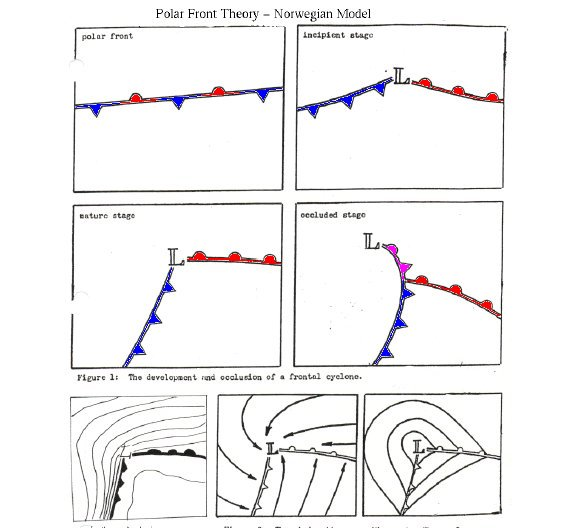 Polar Front Theory – Norwegian Model
polar front
incipient stage
L
mature stage
occluded stage
L
L
Figure 1: The development and occlusion of a frontal cyclone.
L
L